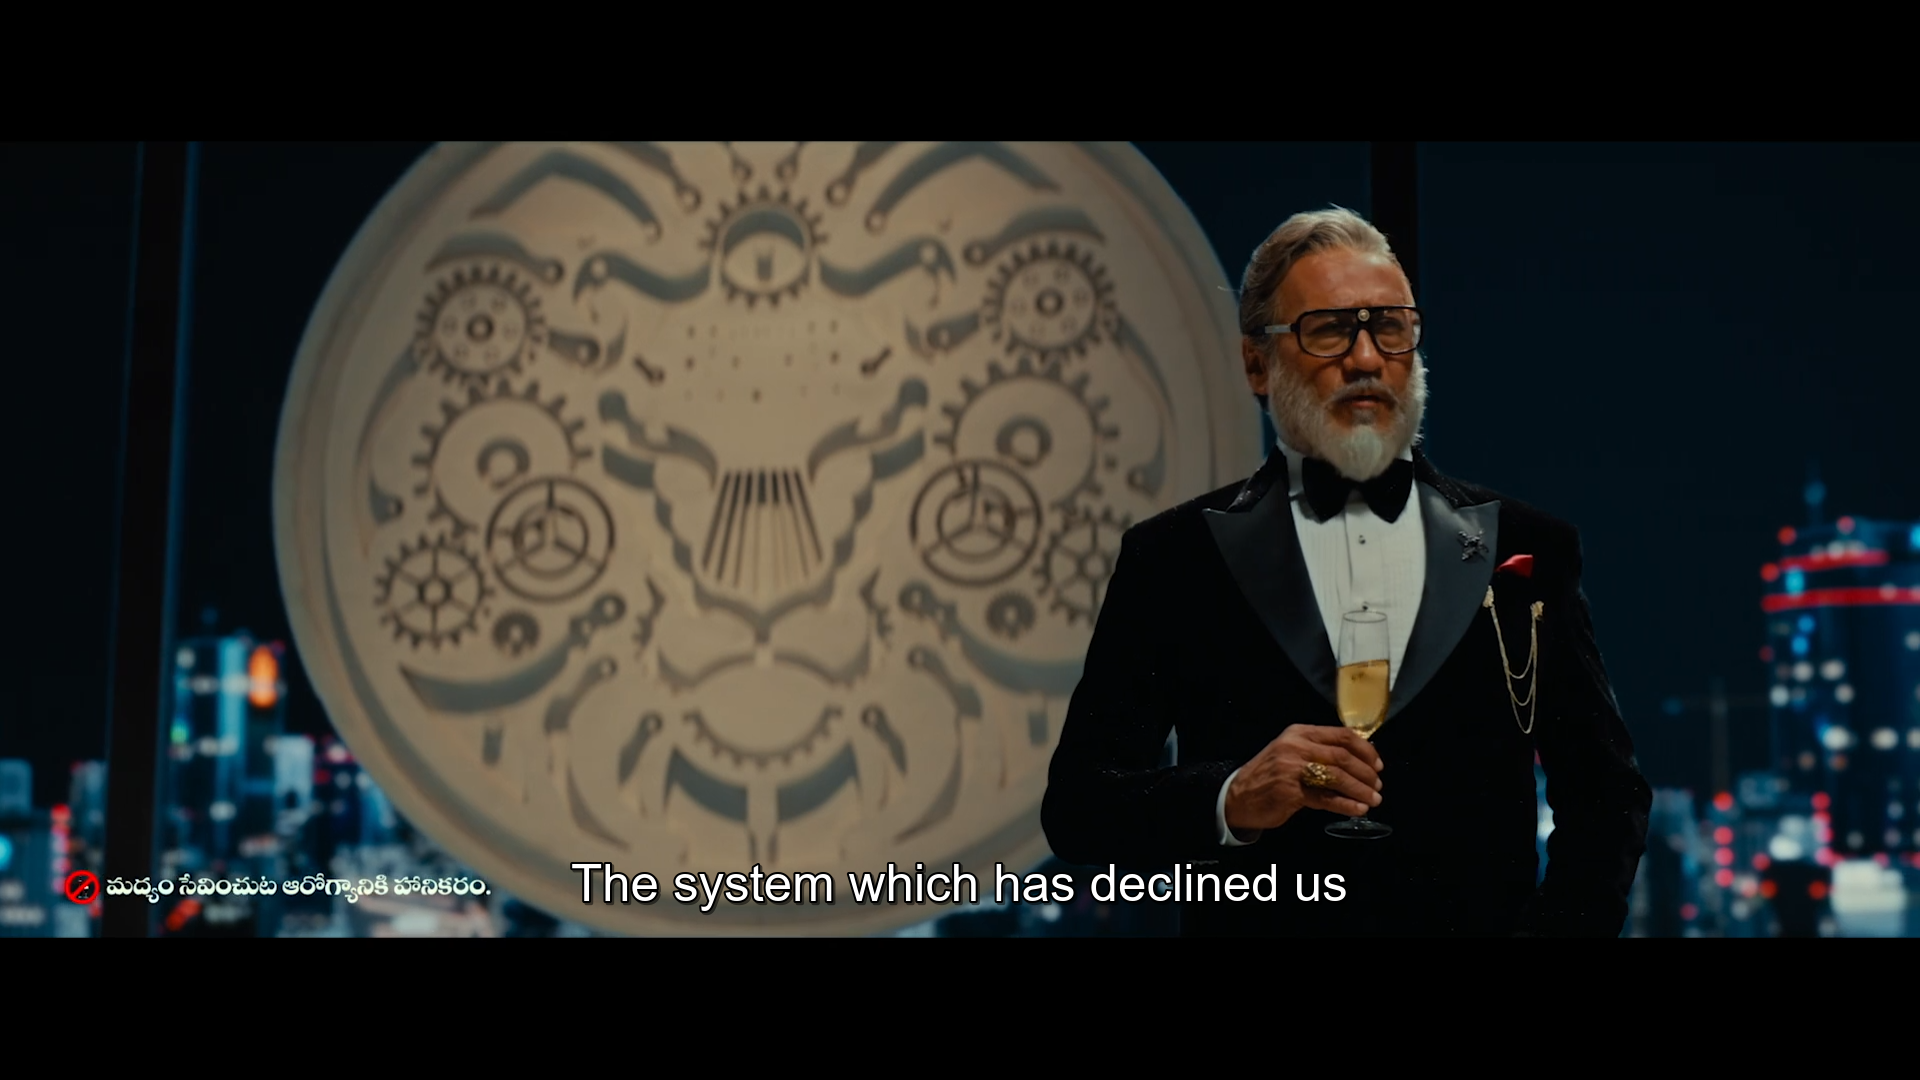 మద్యం సేవించుట ఆరోగ్యానికి హానికరం.
The system which has declined us